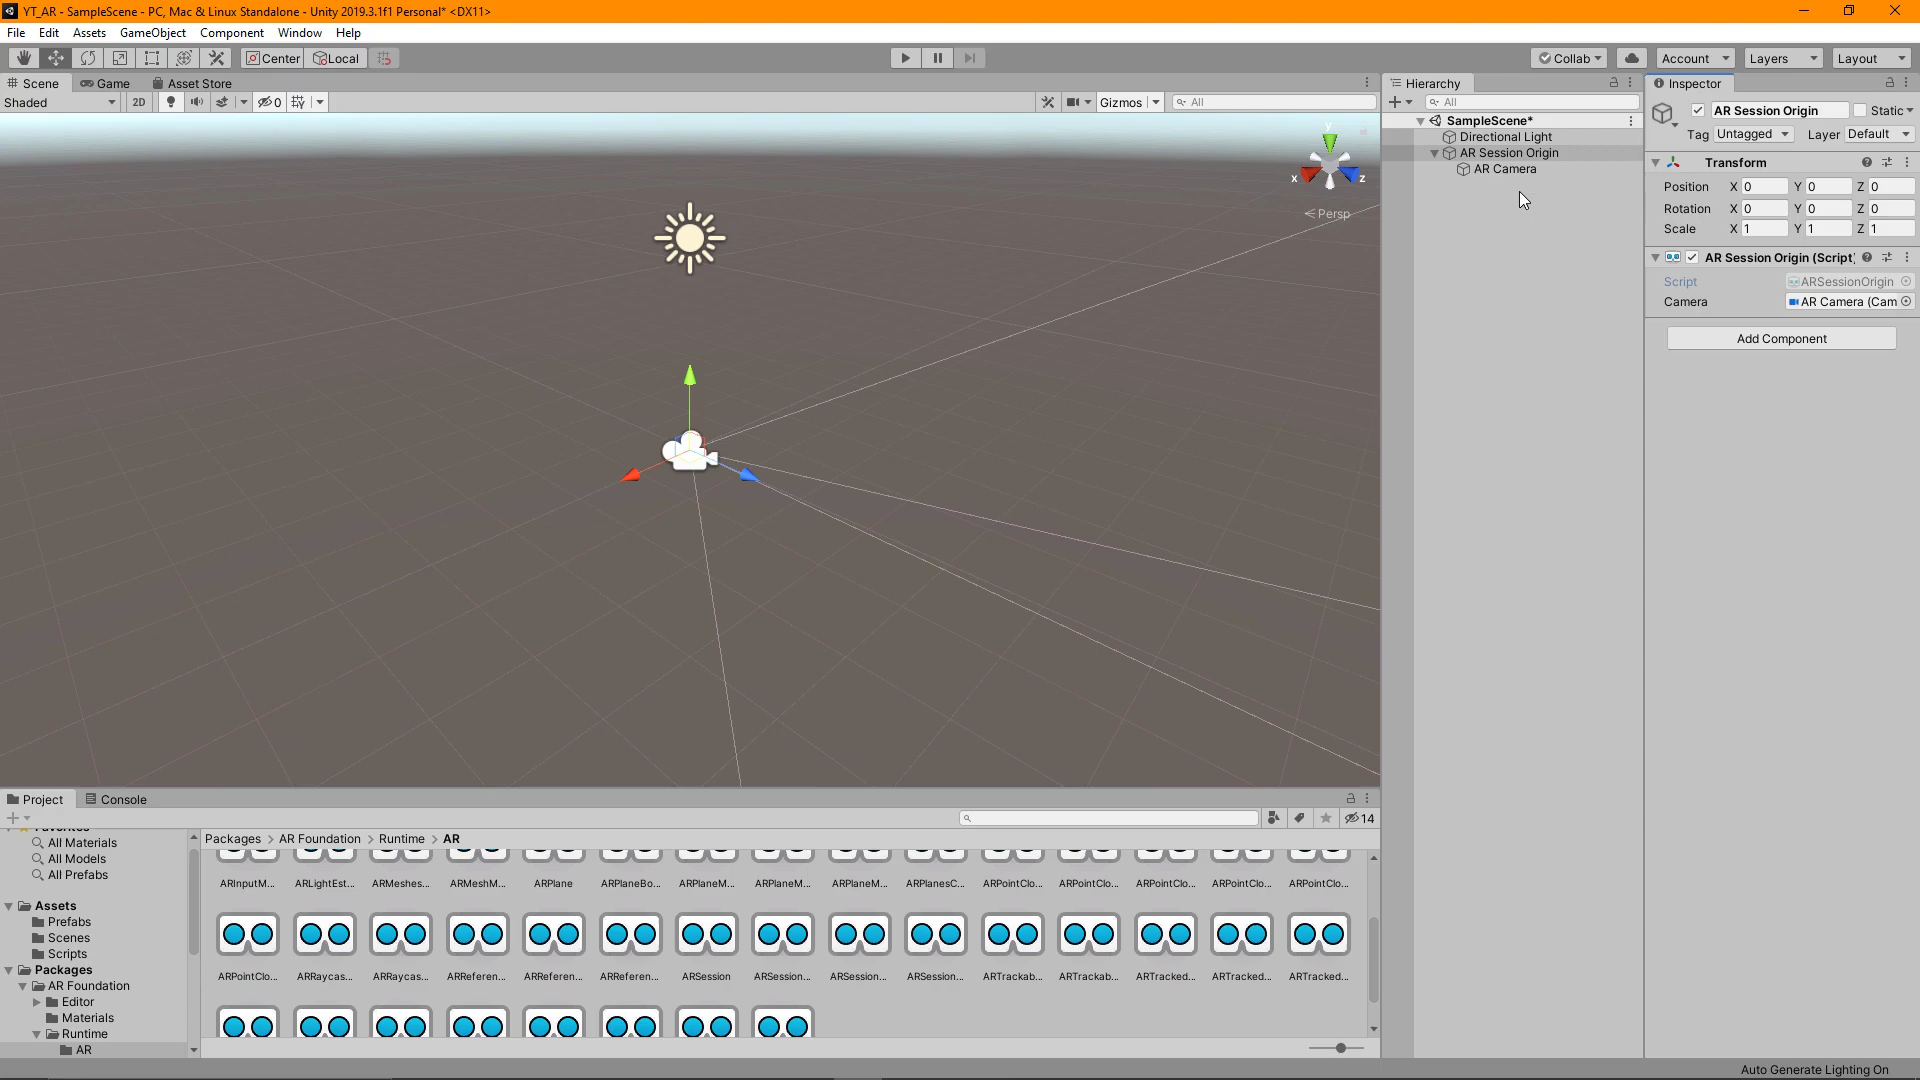 YT_AR - SampleScene - PC, Mac & Linux Standalone - Unity 2019.3.1f1 Personal* <DX11>
File Edit Assets GameObject Component Window Help
Center Local Collab Account Layers Layout
Scene Game Asset Store
Shaded 2D 0 Gizmos All
y
x z
Persp
Hierarchy
All
SampleScene*
Directional Light
AR Session Origin
AR Camera
Inspector
AR Session Origin Static
Tag Untagged Layer Default
Transform
Position X 0 Y 0 Z 0
Rotation X 0 Y 0 Z 0
Scale X 1 Y 1 Z 1
AR Session Origin (Script)
Script ARSessionOrigin
Camera AR Camera (Cam
Add Component
Project Console
14
All Materials
All Models
All Prefabs
Assets
Prefabs
Scenes
Scripts
Packages
AR Foundation
Editor
Materials
Runtime
AR
Packages > AR Foundation > Runtime > AR
ARInputM... ARLightEst... ARMeshes... ARMeshM... ARPlane ARPlaneBo... ARPlaneM... ARPlaneM... ARPlaneM... ARPlanesC... ARPointClo... ARPointClo... ARPointClo... ARPointClo... ARPointClo...
ARPointClo... ARRaycas... ARRaycas... ARReferen... ARReferen... ARReferen... ARSession ARSession... ARSession... ARSession... ARTrackab... ARTrackab... ARTracked... ARTracked... ARTracked...
Auto Generate Lighting On